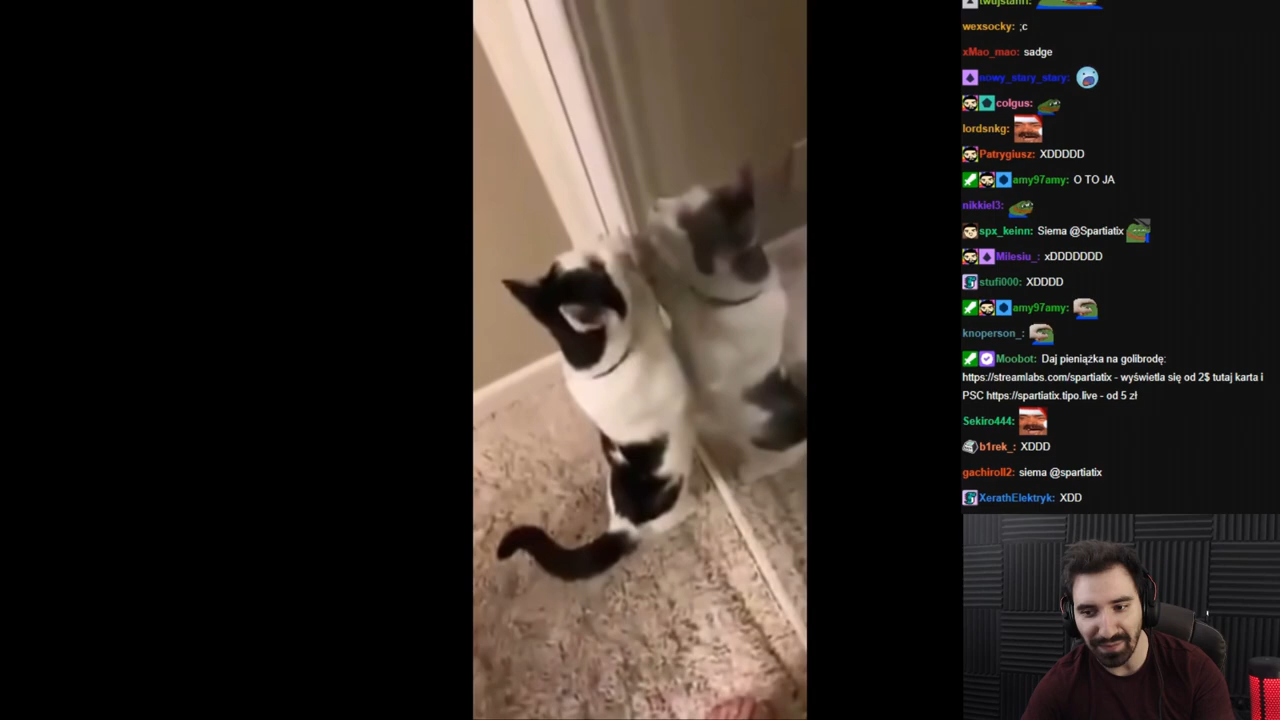 twojstan1:
wexsocky: ;c
xMao_mao: sadge
nowy_stary_stary:
colgus:
lordsnkg:
Patrygiusz: XDDDDD
amy97amy: O TO JA
nikkiel3:
spx_keinn: Siema @Spartiatix
Milesiu_: xDDDDDDD
stufi000: XDDDD
amy97amy:
knoperson_:
Moobot: Daj pieniążka na golibrodę:
https://streamlabs.com/spartiatix - wyświetla się od 2$ tutaj karta i
PSC https://spartiatix.tipo.live - od 5 zł
Sekiro444:
b1rek_: XDDD
gachiroll2: siema @spartiatix
XerathElektryk: XDD